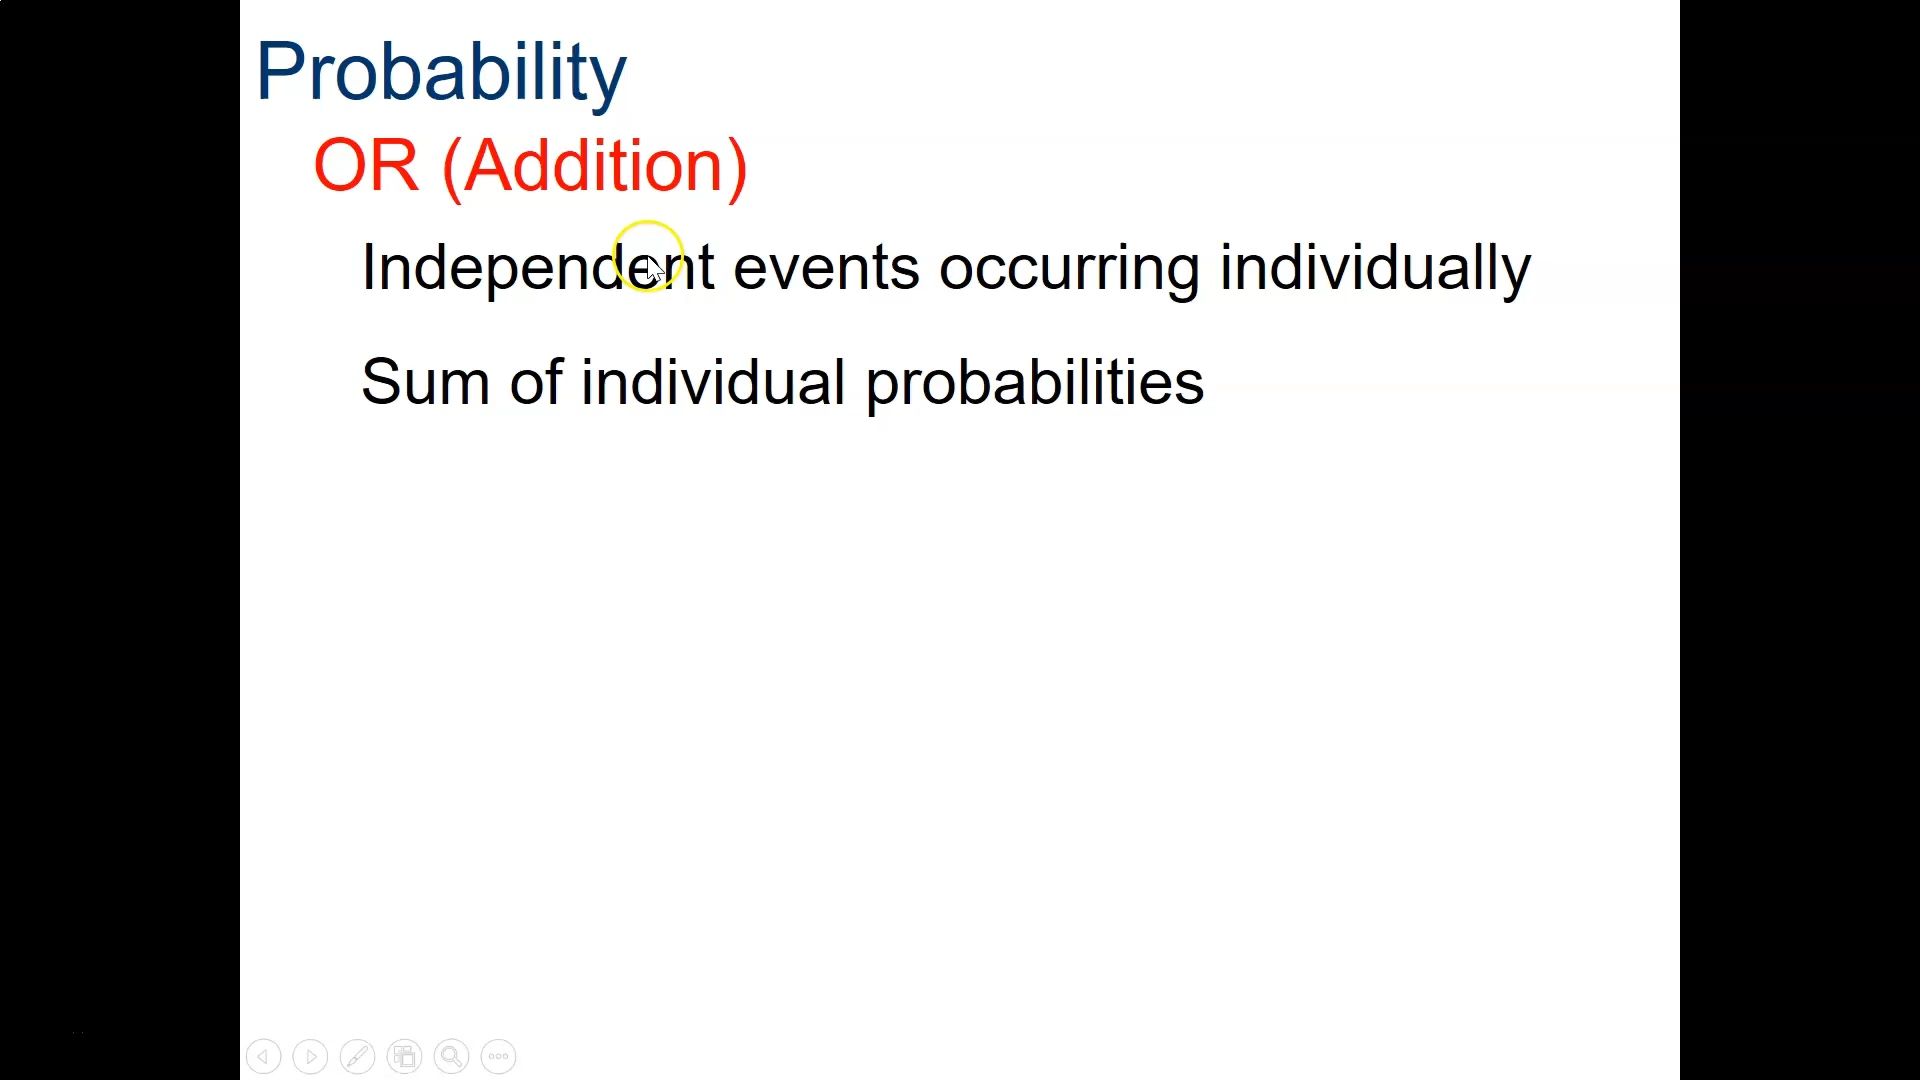 Probability
OR (Addition)
Independent events occurring individually
Sum of individual probabilities